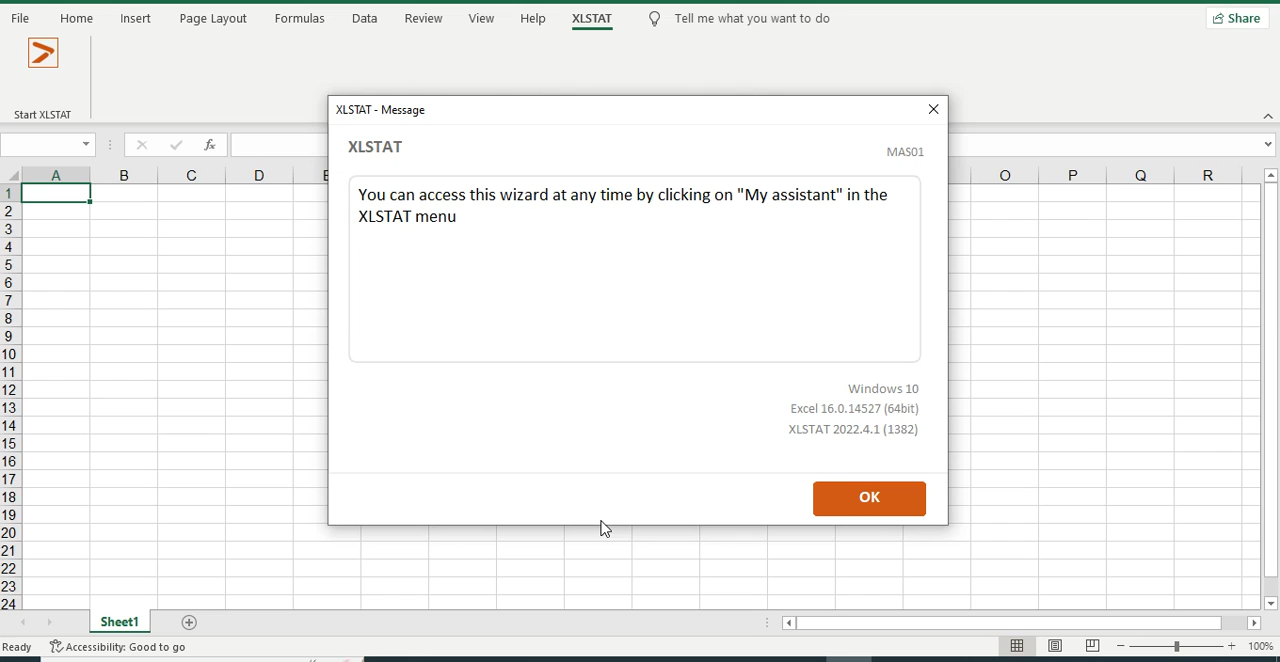 File Home Insert Page Layout Formulas Data Review View Help XLSTAT Tell me what you want to do Share
Start XLSTAT
XLSTAT - Message
fx
XLSTAT
MAS01
A B C D E O P Q R
You can access this wizard at any time by clicking on "My assistant" in the
XLSTAT menu
1
2
3
4
5
6
7
8
9
10
11
12
13
14
15
16
17
18
19
20
21
22
23
24
Windows 10
Excel 16.0.14527 (64bit)
XLSTAT 2022.4.1 (1382)
OK
Sheet1
Ready Accessibility: Good to go 100%